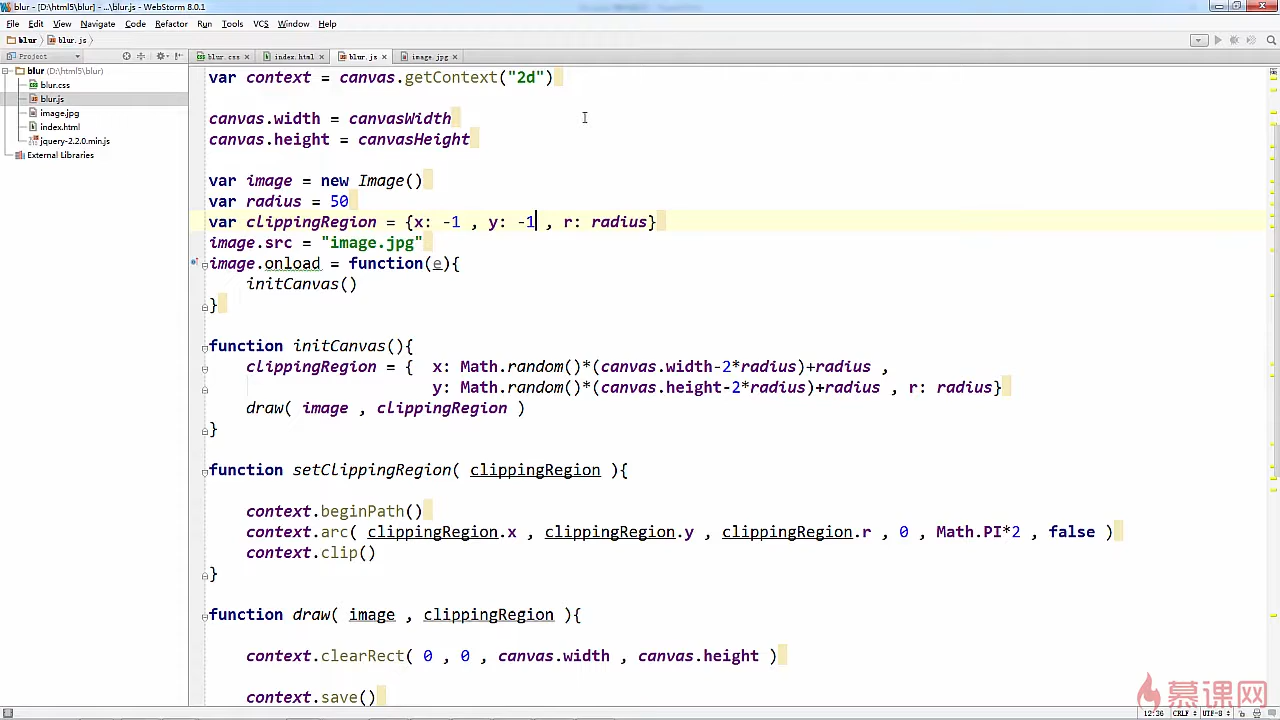 blur - [D:\html5\blur] - ...\blur.js - WebStorm 8.0.1
File Edit View Navigate Code Refactor Run Tools VCS Window Help
blur blur.js
Project
blur.css index.html blur.js image.jpg
blur (D:\html5\blur)
blur.css
blur.js
image.jpg
index.html
jquery-2.2.0.min.js
External Libraries
var context = canvas.getContext("2d")
canvas.width = canvasWidth
canvas.height = canvasHeight
var image = new Image()
var radius = 50
var clippingRegion = {x: -1 , y: -1 , r: radius}
image.src = "image.jpg"
image.onload = function(e){
initCanvas()
}
function initCanvas(){
clippingRegion = { x: Math.random()*(canvas.width-2*radius)+radius ,
y: Math.random()*(canvas.height-2*radius)+radius , r: radius}
draw( image , clippingRegion )
}
function setClippingRegion( clippingRegion ){
context.beginPath()
context.arc( clippingRegion.x , clippingRegion.y , clippingRegion.r , 0 , Math.PI*2 , false )
context.clip()
}
function draw( image , clippingRegion ){
context.clearRect( 0 , 0 , canvas.width , canvas.height )
context.save()
慕课网
12:36 CRLF UTF-8